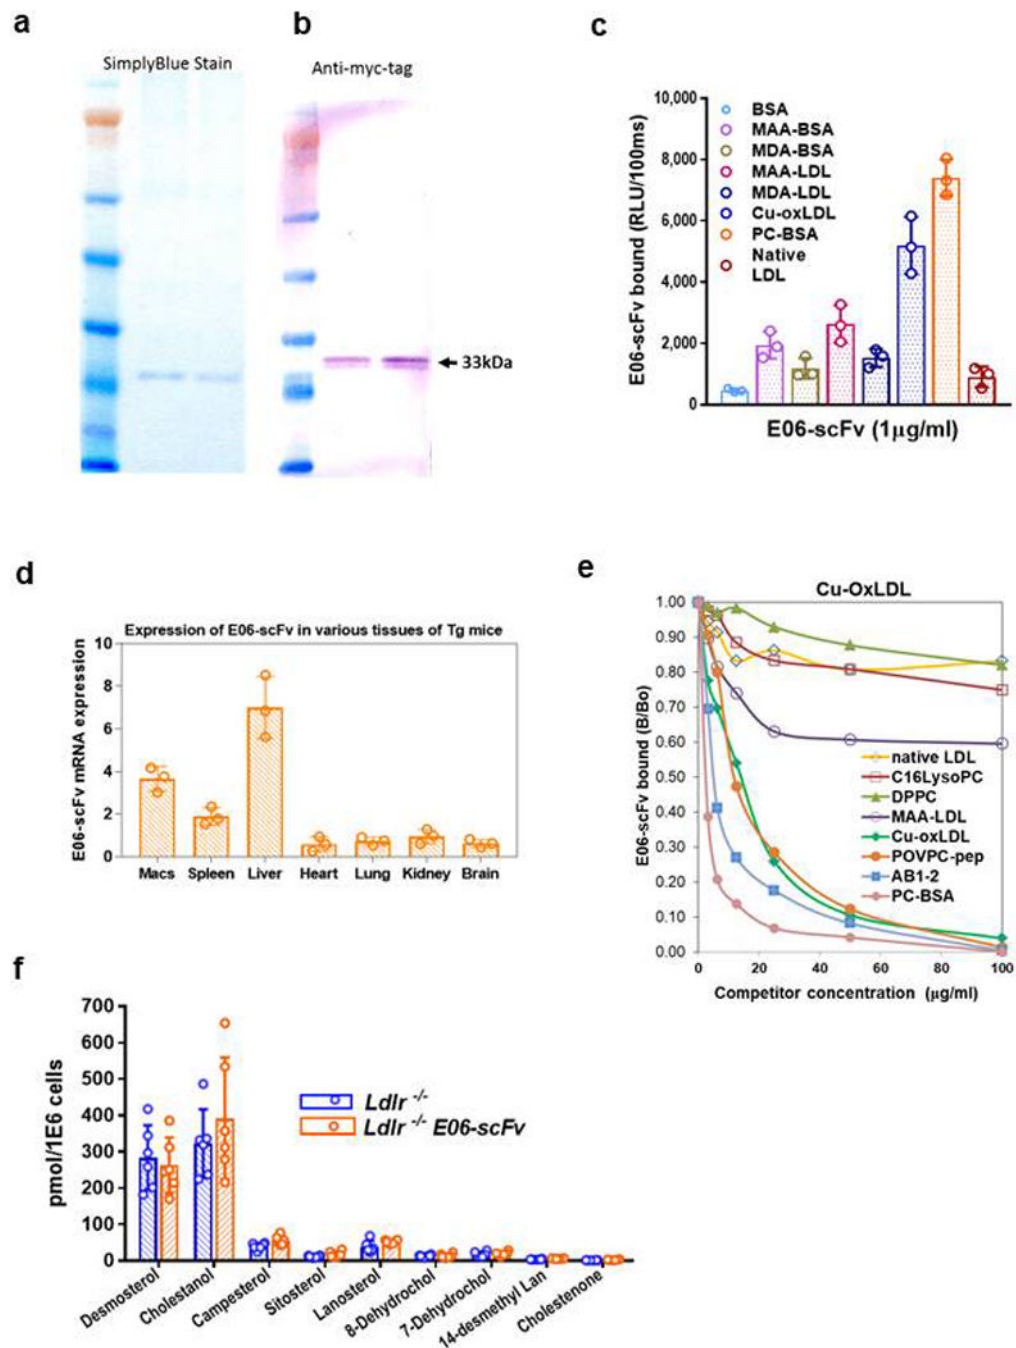 a
SimplyBlue Stain
b
Anti-myc-tag
33kDa
c
10,000
8,000
6,000
4,000
2,000
0
E06-scFv bound (RLU/100ms)
BSA
MAA-BSA
MDA-BSA
MAA-LDL
MDA-LDL
Cu-oxLDL
PC-BSA
Native
LDL
E06-scFv (1μg/ml)
d
Expression of E06-scFv in various tissues of Tg mice
E06-scFv mRNA expression
10
8
6
4
2
0
Macs Spleen Liver Heart Lung Kidney Brain
e
Cu-OxLDL
E06-scFv bound (B/Bo)
1.00
0.90
0.80
0.70
0.60
0.50
0.40
0.30
0.20
0.10
0.00
native LDL
C16LysoPC
DPPC
MAA-LDL
Cu-oxLDL
POVPC-pep
AB1-2
PC-BSA
0 20 40 60 80 100
Competitor concentration (μg/ml)
f
pmol/1E6 cells
700
600
500
400
300
200
100
0
Ldlr -/-
Ldlr -/- E06-scFv
Desmosterol
Cholestanol
Campesterol
Sitosterol
Lanosterol
8-Dehydrochol
7-Dehydrochol
14-desmethyl Lan
Cholestenone